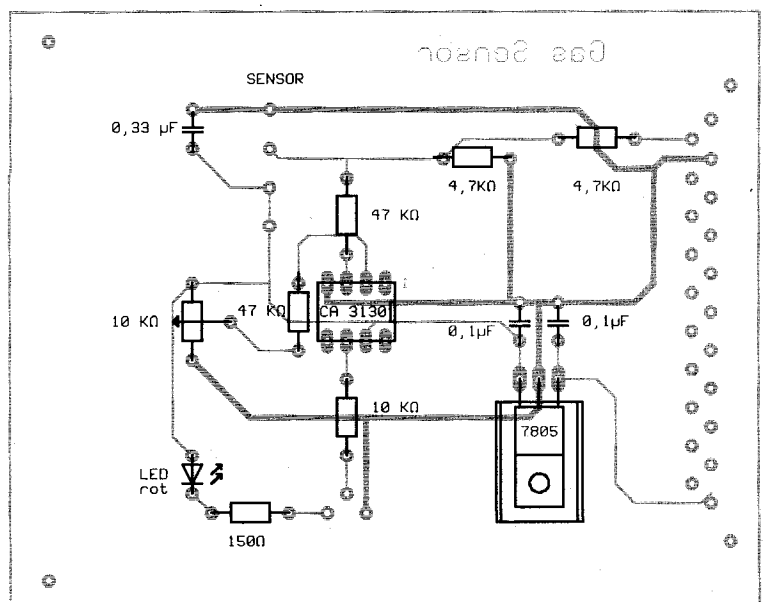 Gas Sensor
SENSOR
0,33 µF
4,7KΩ
4,7KΩ
47 KΩ
47 KΩ
CA 3130
10 KΩ
0,1µF
0,1µF
10 KΩ
7805
LED
rot
150Ω